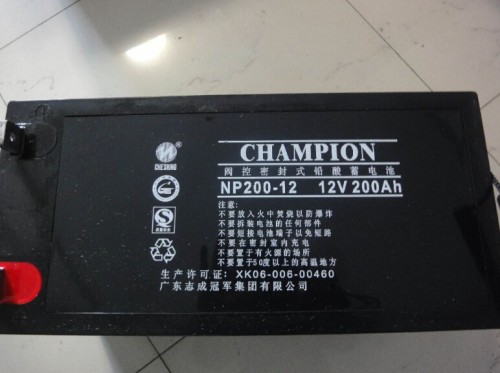 CHAMPION
阀控密封式铅酸蓄电池
NP200-12 12V 200Ah
注意:
不要放入火中焚烧以防爆炸
不要拆装电池的任何部件
不要短接电池端子以免短路
不要在密封室内充电
不要置于有火源的场所
不要置于50度以上的高温地方
生产许可证: XK06-006-00460
广东志成冠军集团有限公司